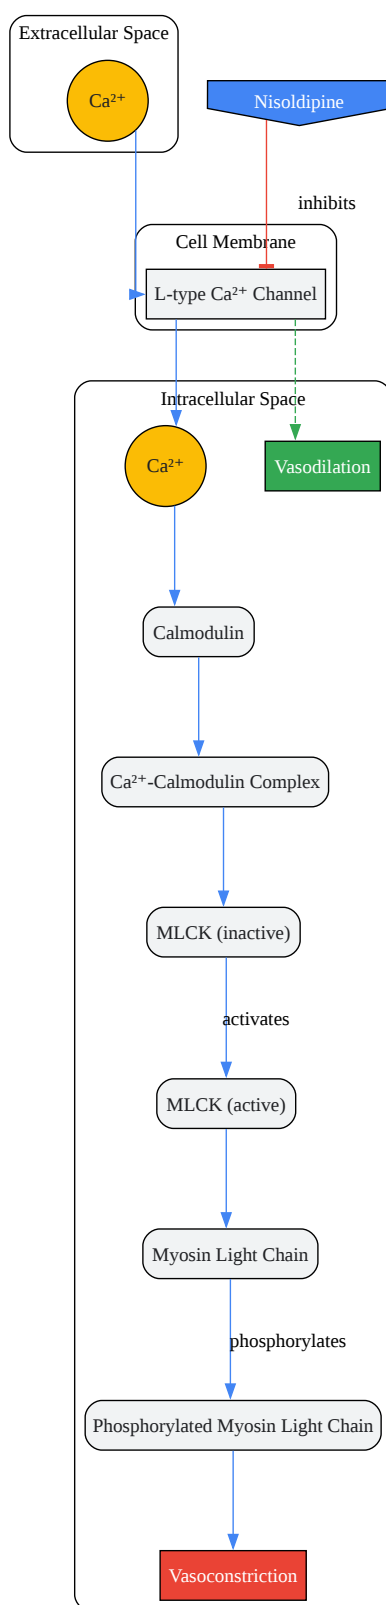 Extracellular Space
Ca²⁺
Nisoldipine
inhibits
Cell Membrane
L-type Ca²⁺ Channel
Intracellular Space
Ca²⁺
Vasodilation
Calmodulin
Ca²⁺-Calmodulin Complex
MLCK (inactive)
activates
MLCK (active)
Myosin Light Chain
phosphorylates
Phosphorylated Myosin Light Chain
Vasoconstriction